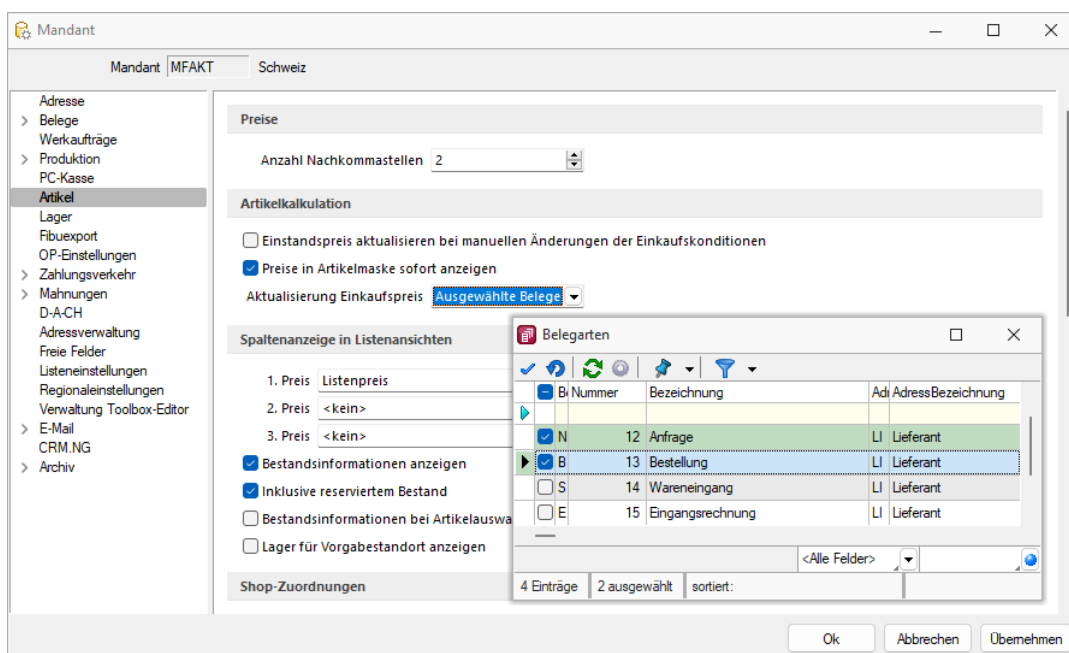 Mandant
Mandant MFAKT Schweiz
Adresse
Belege
Werkaufträge
Produktion
PC-Kasse
Artikel
Lager
Fibuexport
OP-Einstellungen
Zahlungsverkehr
Mahnungen
D-A-CH
Adressverwaltung
Freie Felder
Listeneinstellungen
Regionaleinstellungen
Verwaltung Toolbox-Editor
E-Mail
CRM.NG
Archiv
Preise
Anzahl Nachkommastellen 2
Artikelkalkulation
Einstandspreis aktualisieren bei manuellen Änderungen der Einkaufskonditionen
Preise in Artikelmaske sofort anzeigen
Aktualisierung Einkaufspreis Ausgewählte Belege
Spaltenanzeige in Listenansichten
1. Preis Listenpreis
2. Preis <kein>
3. Preis <kein>
Bestandsinformationen anzeigen
Inklusive reserviertem Bestand
Bestandsinformationen bei Artikelauswa
Lager für Vorgabestandort anzeigen
Shop-Zuordnungen
Belegarten
Be Nummer Bezeichnung Adr AdressBezeichnung
N 12 Anfrage LI Lieferant
B 13 Bestellung LI Lieferant
S 14 Wareneingang LI Lieferant
E 15 Eingangsrechnung LI Lieferant
<Alle Felder>
4 Einträge 2 ausgewählt sortiert:
Ok Abbrechen Übernehmen